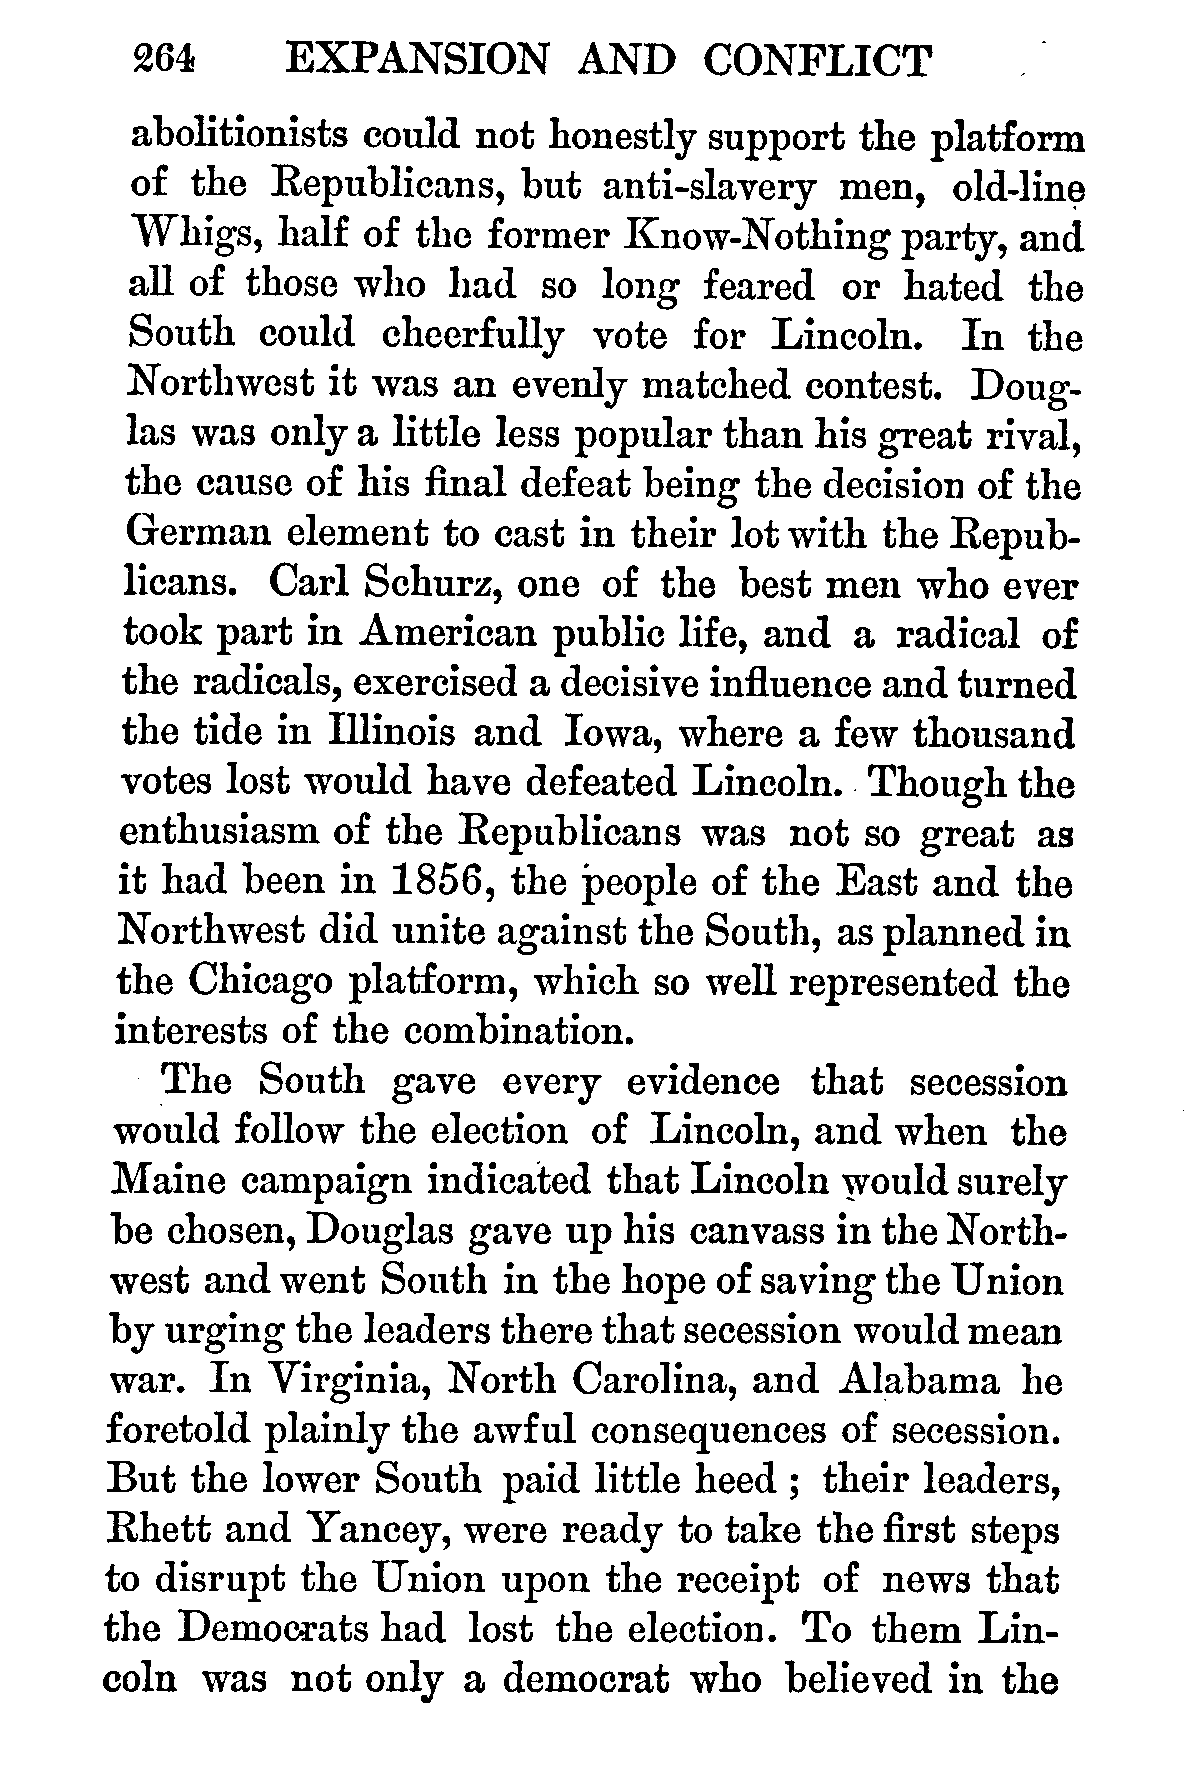 264 EXPANSION AND CONFLICT
abolitionists could not honestly support the platform
of the Republicans, but anti-slavery men, old-line
Whigs, half of the former Know-Nothing party, and
all of those who had so long feared or hated the
South could cheerfully vote for Lincoln. In the
Northwest it was an evenly matched contest. Doug-
las was only a little less popular than his great rival,
the cause of his final defeat being the decision of the
German element to cast in their lot with the Repub-
licans. Carl Schurz, one of the best men who ever
took part in American public life, and a radical of
the radicals, exercised a decisive influence and turned
the tide in Illinois and Iowa, where a few thousand
votes lost would have defeated Lincoln. Though the
enthusiasm of the Republicans was not so great as
it had been in 1856, the people of the East and the
Northwest did unite against the South, as planned in
the Chicago platform, which so well represented the
interests of the combination.
The South gave every evidence that secession
would follow the election of Lincoln, and when the
Maine campaign indicated that Lincoln would surely
be chosen, Douglas gave up his canvass in the North-
west and went South in the hope of saving the Union
by urging the leaders there that secession would mean
war. In Virginia, North Carolina, and Alabama he
foretold plainly the awful consequences of secession.
But the lower South paid little heed ; their leaders,
Rhett and Yancey, were ready to take the first steps
to disrupt the Union upon the receipt of news that
the Democrats had lost the election. To them Lin-
coln was not only a democrat who believed in the